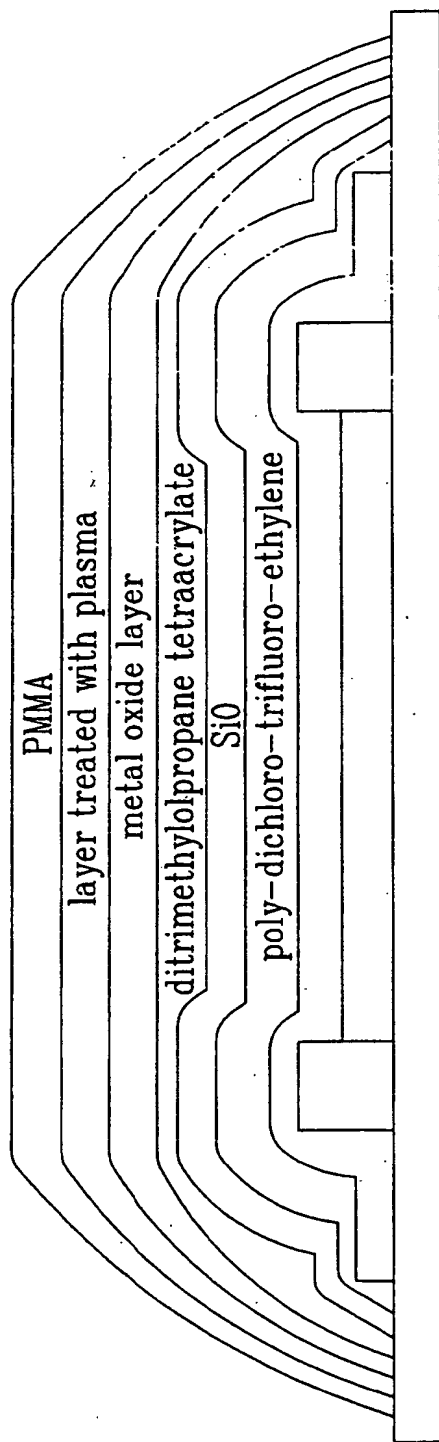 PMMA
layer treated with plasma
metal oxide layer
ditrimethylolpropane tetraacrylate
SiO
poly-dichloro-trifluoro-ethylene